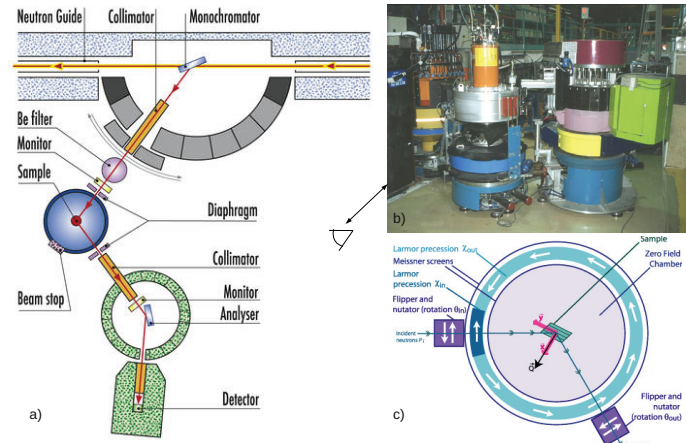 Neutron Guide
Collimator
Monochromator
Be filter
Monitor
Sample
Diaphragm
Collimator
Beam stop
Monitor
Analyser
Detector
a)
b)
Larmor precession χout
Meissner screens
Larmor
precession χin
Flipper and
nutator (rotation θin)
Sample
Zero Field
Chamber
Incident
neutrons Pi
Q
Flipper and
nutator
(rotation θout)
c)